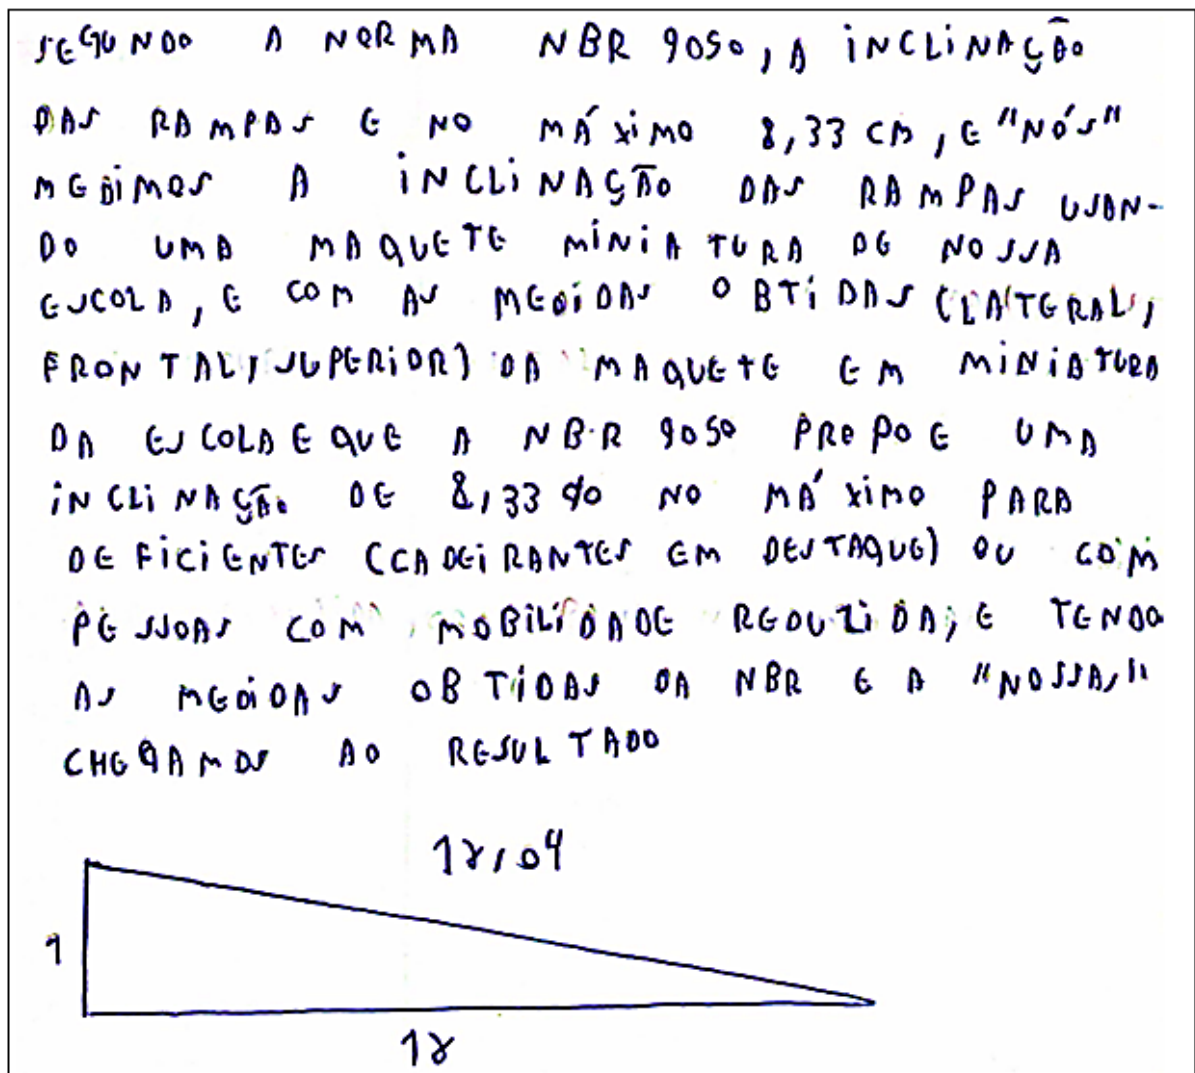 SEGUNDO A NORMA NBR 9050, A INCLINAÇÃO
DAS RAMPAS E NO MÁXIMO 8,33 CM, E "NÓS"
MEDIMOS A INCLINAÇÃO DAS RAMPAS USAN-
DO UMA MAQUETE MINIATURA DE NOSSA
ESCOLA, E COM AS MEDIDAS OBTIDAS (LATERAL,
FRONTAL, SUPERIOR) DA MAQUETE EM MINIATURA
DA ESCOLA E QUE A NBR 9050 PROPOE UMA
INCLINAÇÃO DE 8,33 % NO MÁXIMO PARA
DEFICIENTES (CADEIRANTES EM DESTAQUE) OU COM
PESSOAS COM MOBILIDADE REDUZIDA, E TENDO
AS MEDIDAS OBTIDAS DA NBR E A "NOSSA,"
CHEGAMOS AO RESULTADO
12,04
1
12